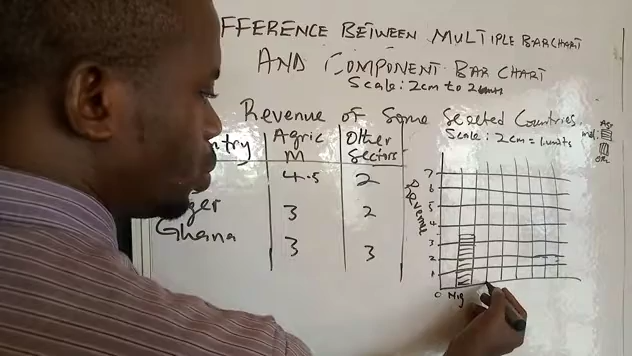 FFERENCE BETWEEN MULTIPLE BARCHART
AND COMPONENT BAR CHART
Scale: 2cm to 2units
Revenue of Some Selected Countries
Scale: 2cm = 1units
ntry Agric M Other Sectors
4.5 2
ger 3 2
Ghana 3 3
Revenue
7
6
5
4
3
2
1
0 Nig